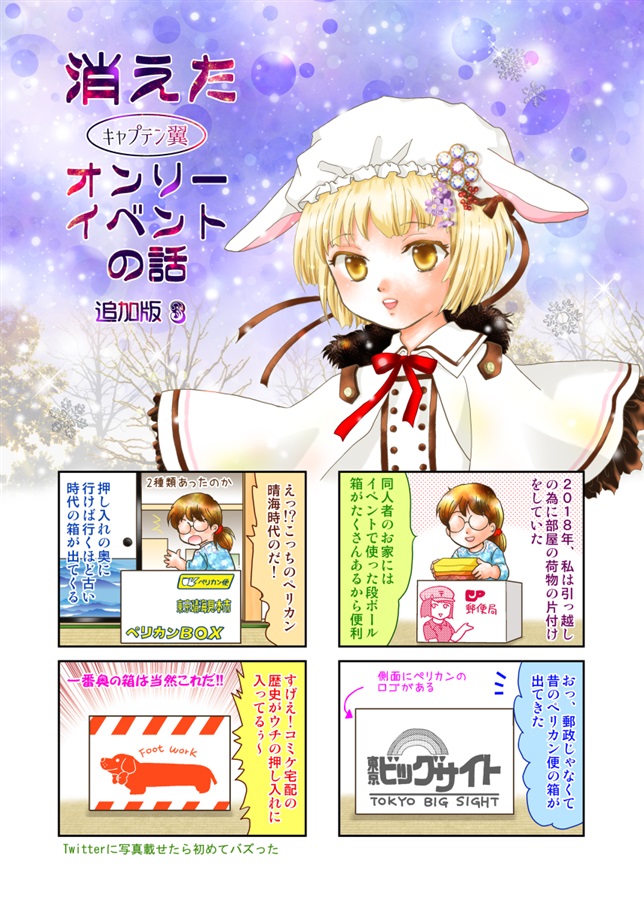 消えた
キャプテン翼
オンリー
イベント
の話
追加版 3
2018年、私は引っ越し
の為に部屋の荷物の片付け
をしていた
同人者のお家には
イベントで使った段ボール
箱がたくさんあるから便利
郵便局
おっ、郵政じゃなくて
昔のペリカン便の箱が
出てきた
側面にペリカンの
ロゴがある
東京ビッグサイト
TOKYO BIG SIGHT
えっ!?こっちのペリカン
晴海時代のだ!
2種類あったのか
押し入れの奥に
行けば行くほど古い
時代の箱が出てくる
ペリカン便
東京晴海見本市
ペリカンBOX
すげえ!コミケ宅配の
歴史がウチの押し入れに
入ってるぅ〜
一番奥の箱は当然これだ!!
Foot work
Twitterに写真載せたら初めてバズった